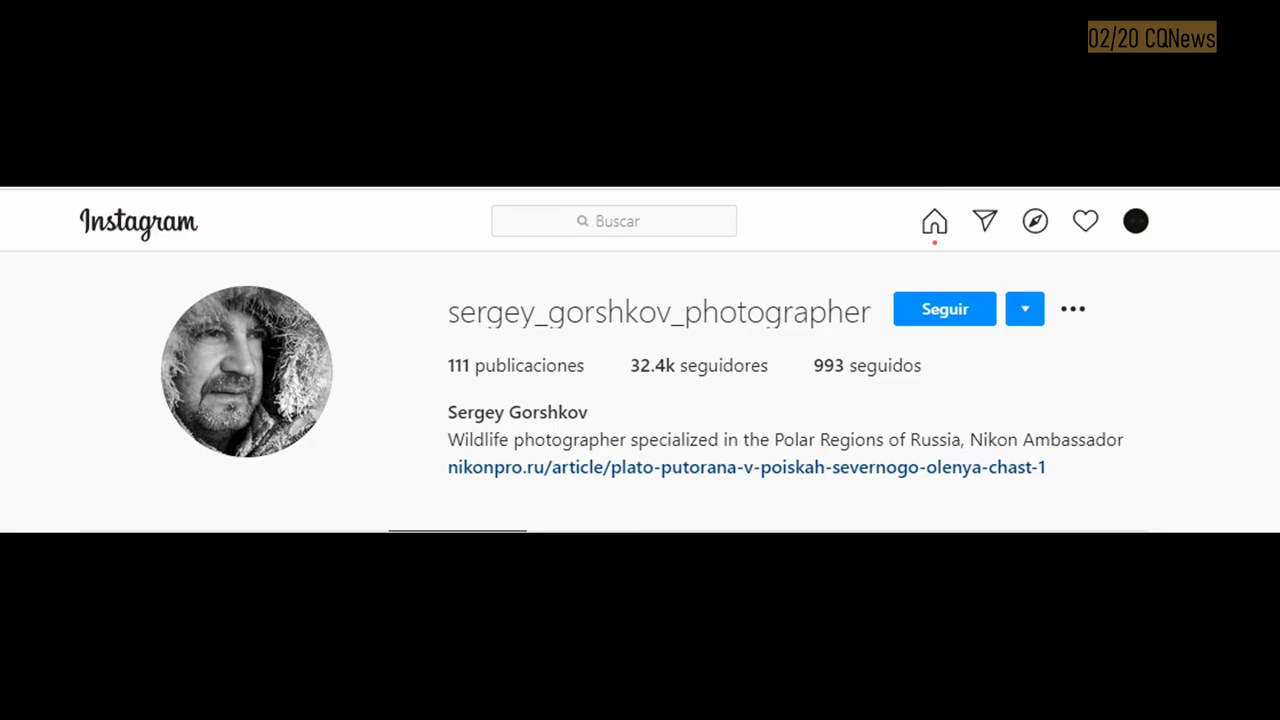 02/20 CQNews
Instagram
Buscar
sergey_gorshkov_photographer
Seguir
111 publicaciones 32.4k seguidores 993 seguidos
Sergey Gorshkov
Wildlife photographer specialized in the Polar Regions of Russia, Nikon Ambassador
nikonpro.ru/article/plato-putorana-v-poiskah-severnogo-olenya-chast-1